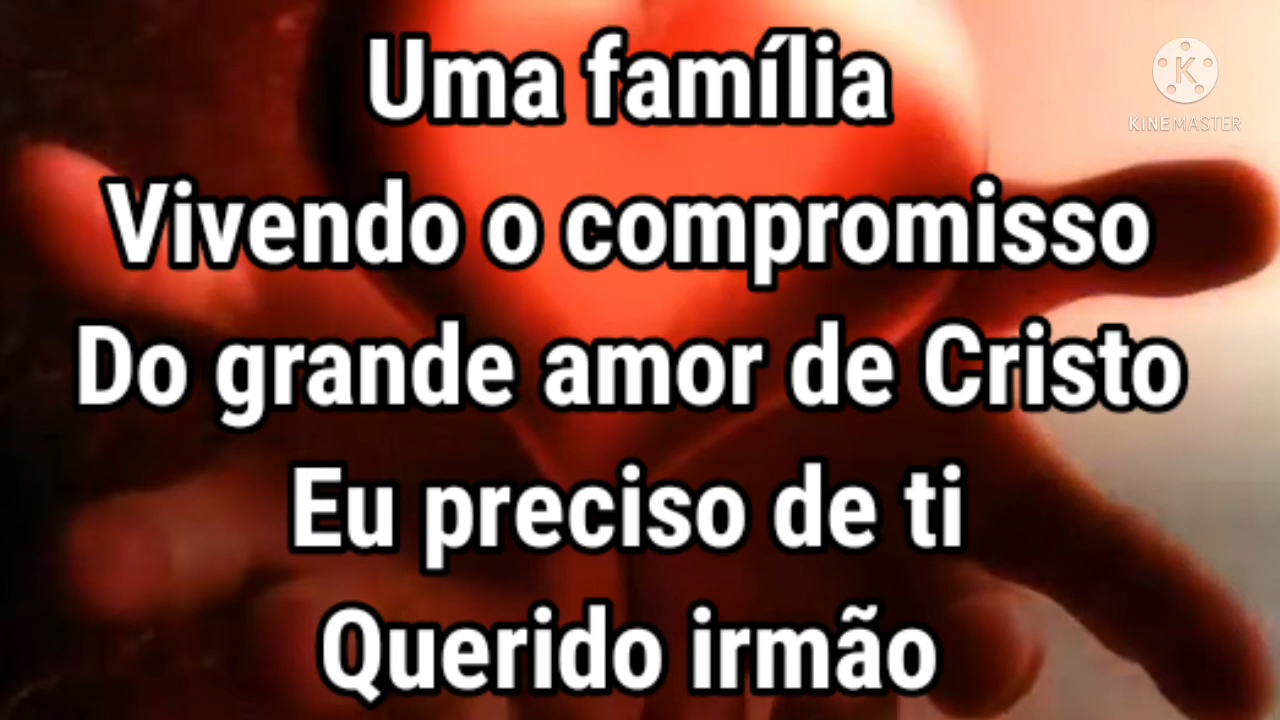 Uma família
Vivendo o compromisso
Do grande amor de Cristo
Eu preciso de ti
Querido irmão
K
KINEMASTER